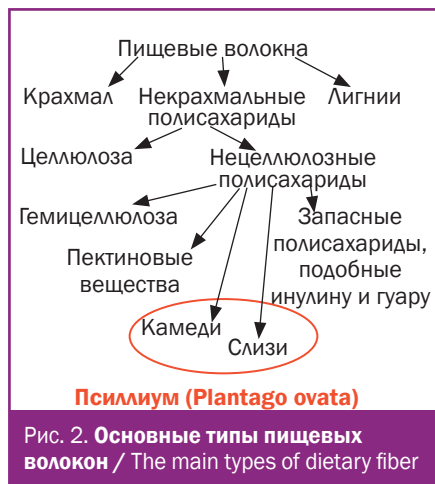 Пищевые волокна
Крахмал Некрахмальные Лигнии
полисахариды
Целлюлоза Нецеллюлозные
полисахариды
Гемицеллюлоза Запасные
полисахариды,
подобные
инулину и гуару
Пектиновые
вещества
Камеди
Слизи
Псиллиум (Plantago ovata)
Рис. 2. Основные типы пищевых
волокон / The main types of dietary fiber